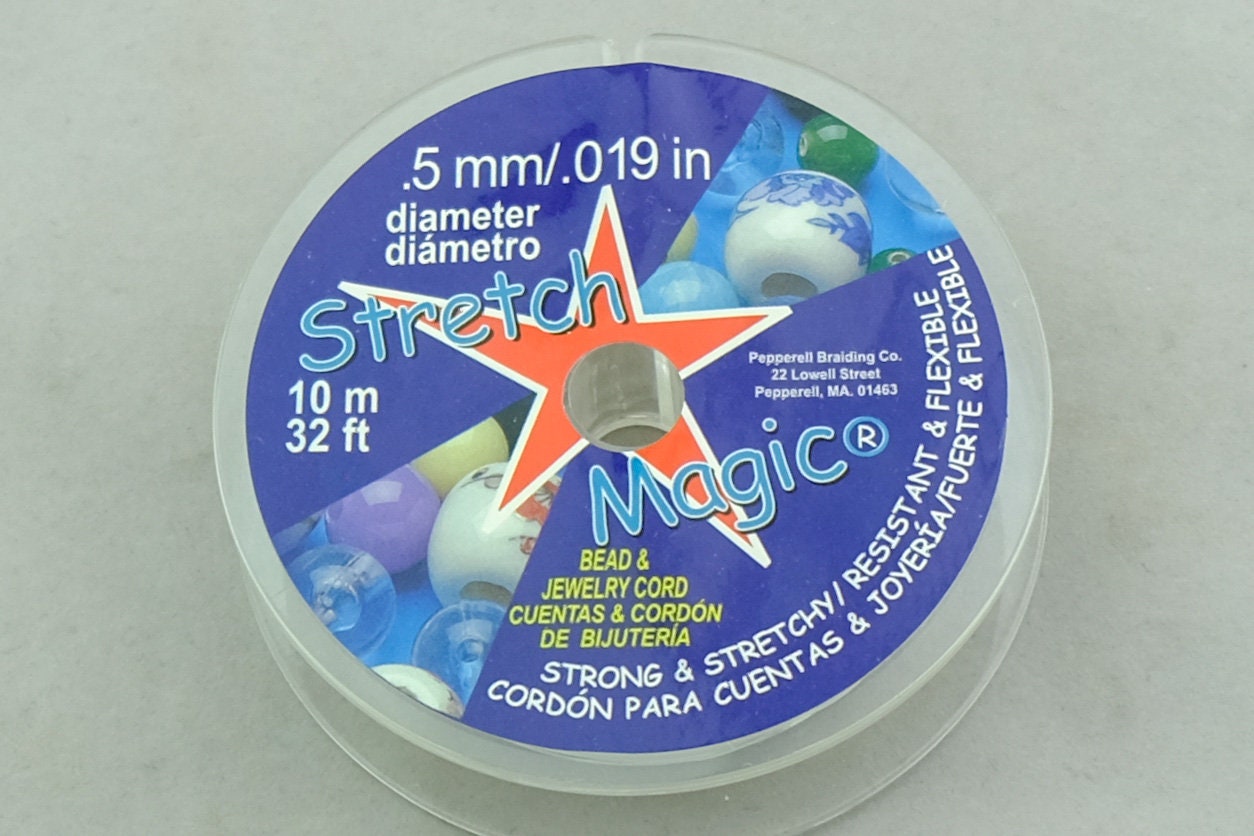 .5 mm/.019 in
diameter
diámetro
Stretch
10 m
32 ft
Pepperell Braiding Co.
22 Lowell Street
Pepperell, MA. 01463
Magic®
BEAD &
JEWELRY CORD
CUENTAS & CORDÓN
DE BIJUTERÍA
STRONG & STRETCHY/ RESISTANT & FLEXIBLE
CORDÓN PARA CUENTAS & JOYERÍA/FUERTE & FLEXIBLE